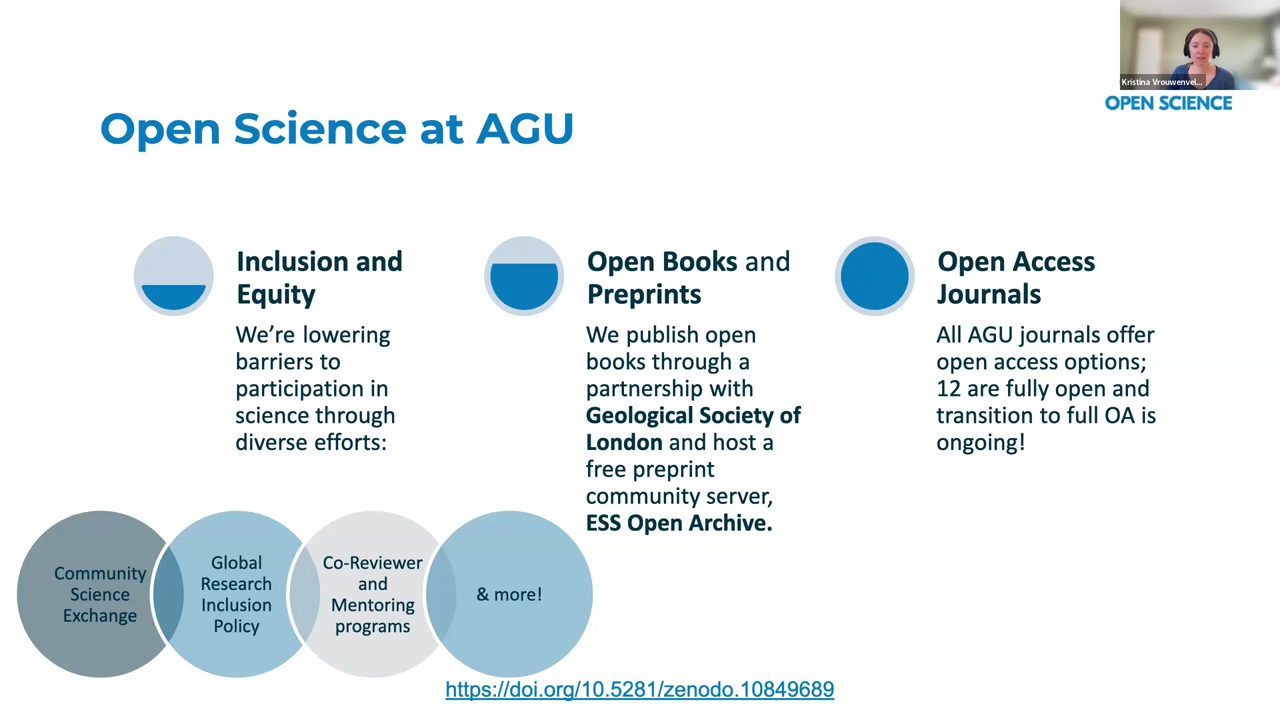 Kristina Vrouwenvel...
OPEN SCIENCE
Open Science at AGU
Inclusion and
Equity
We’re lowering
barriers to
participation in
science through
diverse efforts:
Open Books and
Preprints
We publish open
books through a
partnership with
Geological Society of
London and host a
free preprint
community server,
ESS Open Archive.
Open Access
Journals
All AGU journals offer
open access options;
12 are fully open and
transition to full OA is
ongoing!
Community
Science
Exchange
Global
Research
Inclusion
Policy
Co-Reviewer
and
Mentoring
programs
& more!
https://doi.org/10.5281/zenodo.10849689